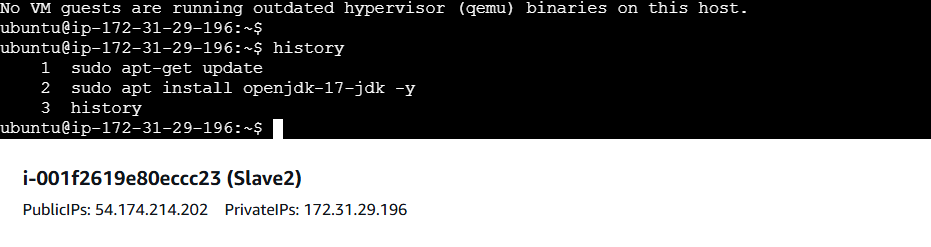 No VM guests are running outdated hypervisor (qemu) binaries on this host.
ubuntu@ip-172-31-29-196:~$
ubuntu@ip-172-31-29-196:~$ history
    1  sudo apt-get update
    2  sudo apt install openjdk-17-jdk -y
    3  history
ubuntu@ip-172-31-29-196:~$
i-001f2619e80eccc23 (Slave2)
PublicIPs: 54.174.214.202    PrivateIPs: 172.31.29.196